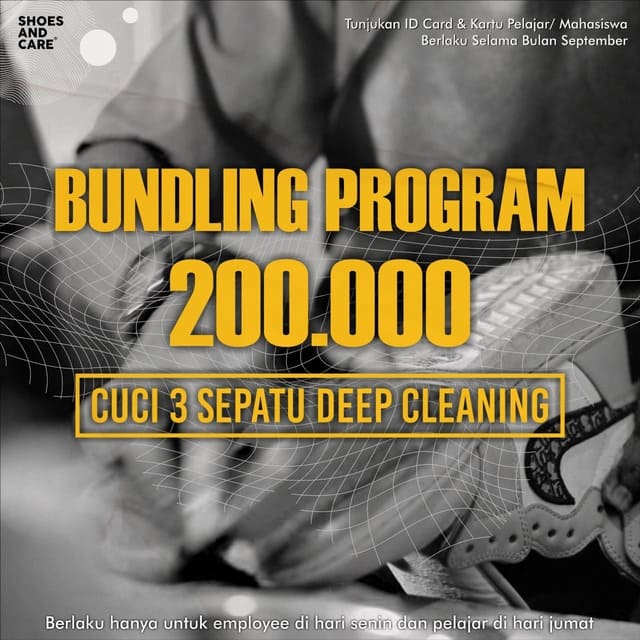 SHOES
AND
CARE
Tunjukan ID Card & Kartu Pelajar/ Mahasiswa
Berlaku Selama Bulan September
BUNDLING PROGRAM
200.000
CUCI 3 SEPATU DEEP CLEANING
Berlaku hanya untuk employee di hari senin dan pelajar di hari jumat